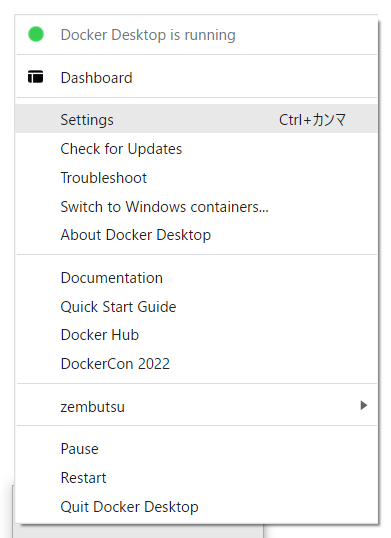 Docker Desktop is running
Dashboard
Settings Ctrl+カンマ
Check for Updates
Troubleshoot
Switch to Windows containers...
About Docker Desktop
Documentation
Quick Start Guide
Docker Hub
DockerCon 2022
zembutsu
Pause
Restart
Quit Docker Desktop